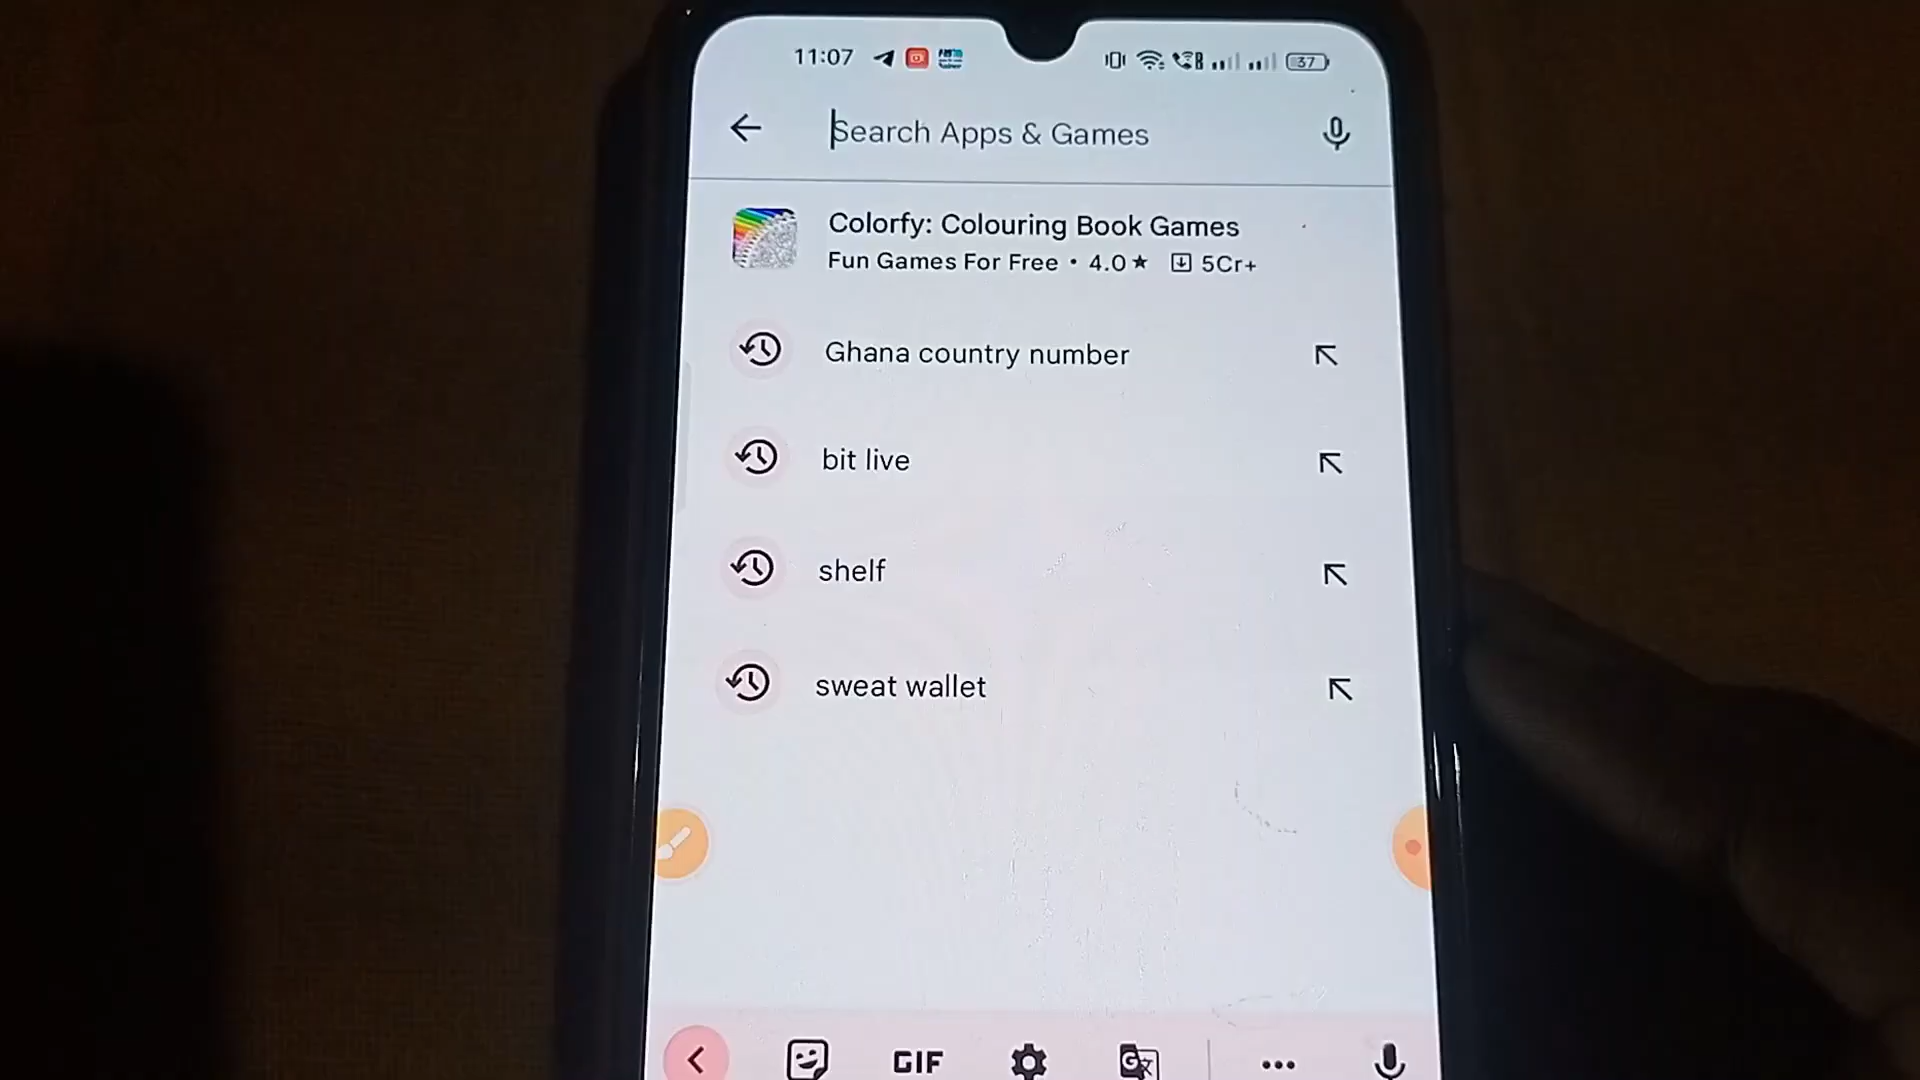 11:07
37
Search Apps & Games
Colorfy: Colouring Book Games
Fun Games For Free • 4.0★ 5Cr+
Ghana country number
bit live
shelf
sweat wallet
GIF